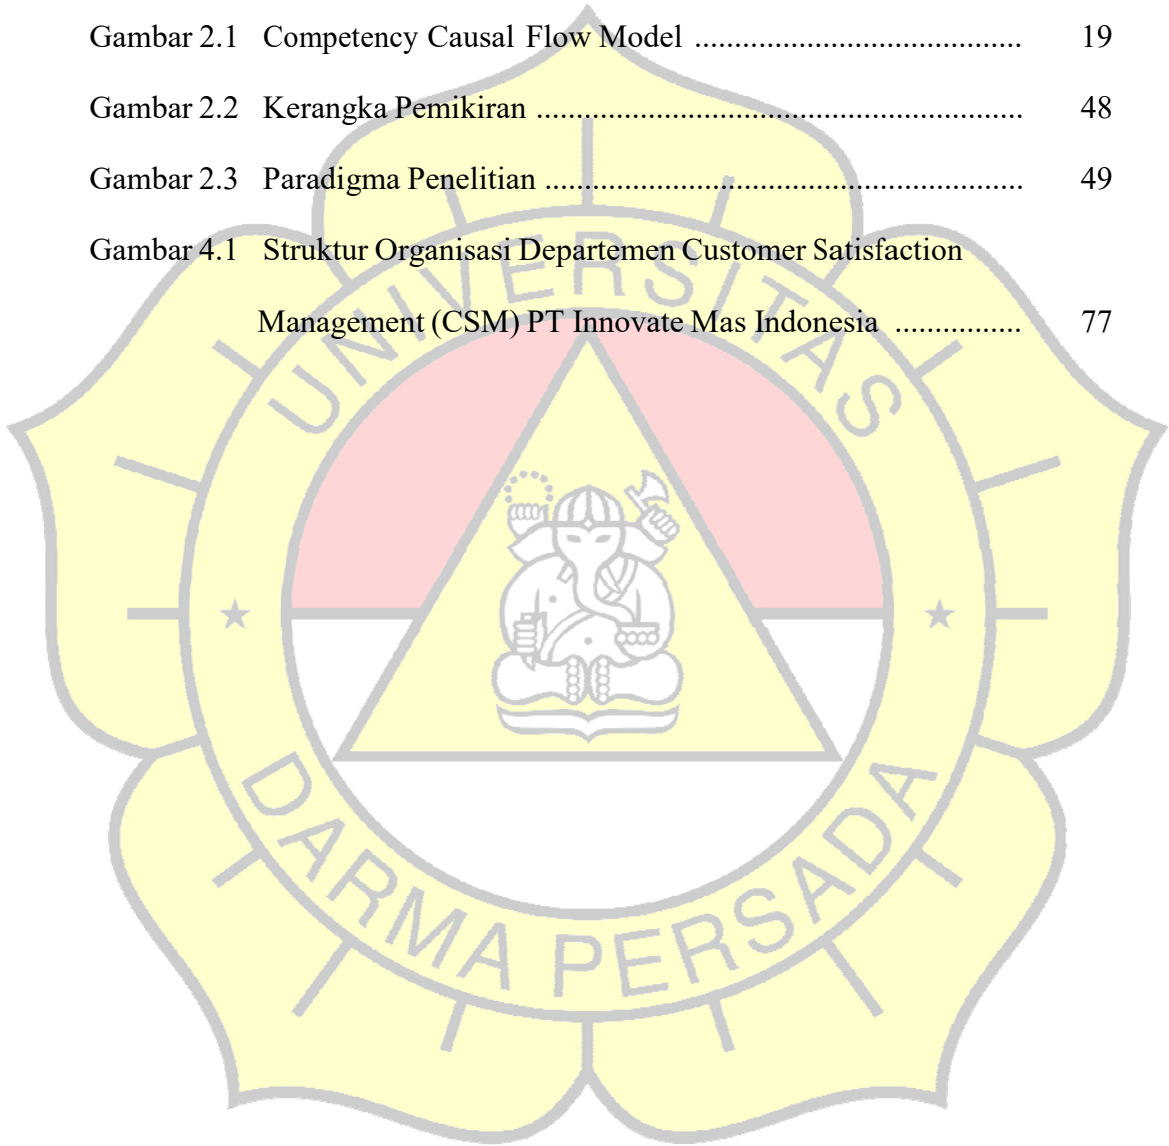 Gambar 2.1 Competency Causal Flow Model ......................................... 19
Gambar 2.2 Kerangka Pemikiran ............................................................. 48
Gambar 2.3 Paradigma Penelitian ............................................................ 49
Gambar 4.1 Struktur Organisasi Departemen Customer Satisfaction
Management (CSM) PT Innovate Mas Indonesia ................ 77
UNIVERSITAS
DARMA PERSADA